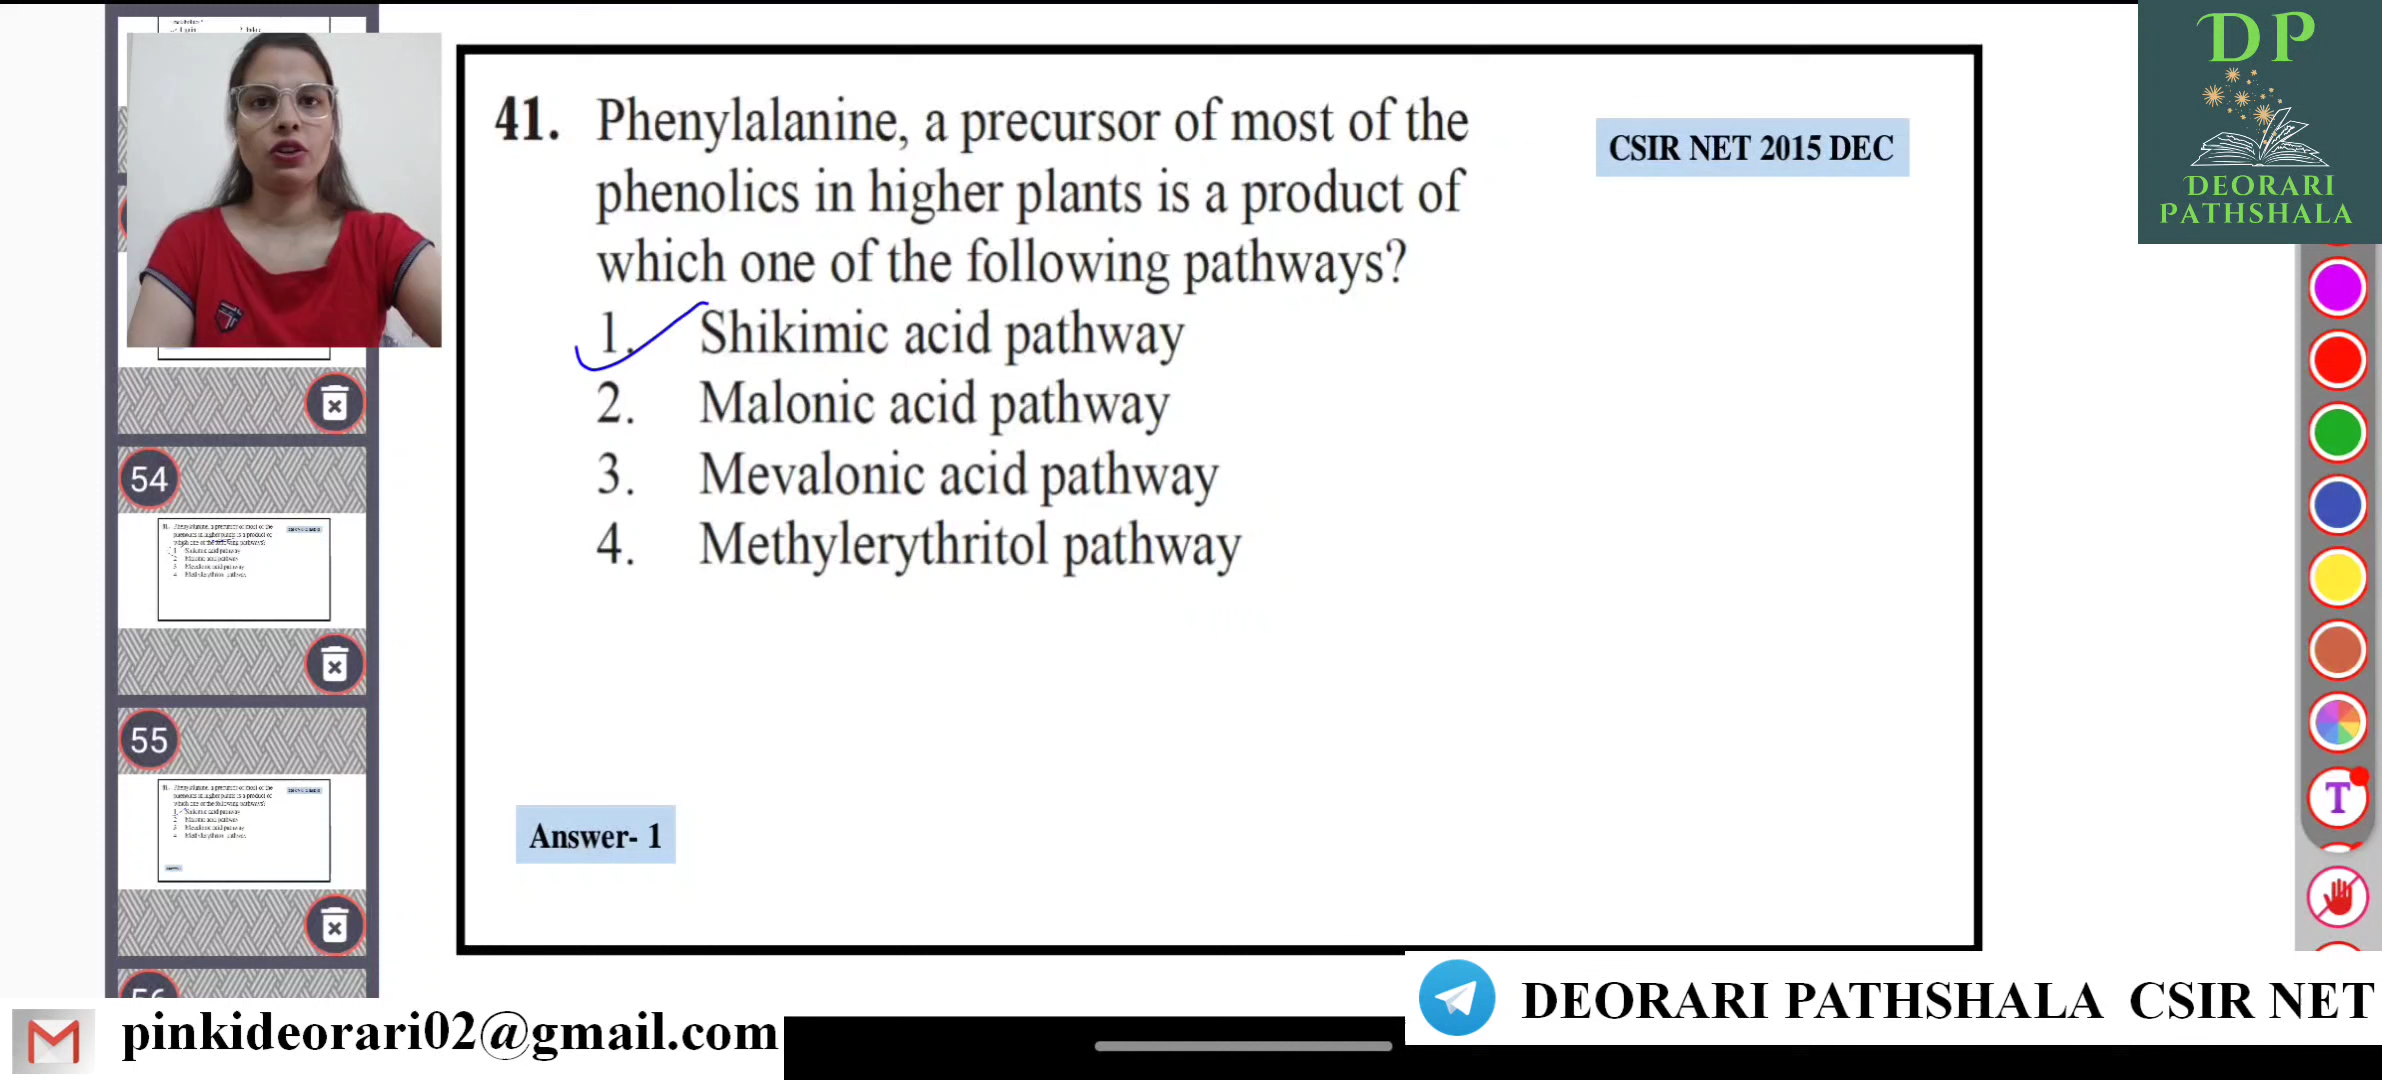 41. Phenylalanine, a precursor of most of the
phenolics in higher plants is a product of
which one of the following pathways?
1. Shikimic acid pathway
2. Malonic acid pathway
3. Mevalonic acid pathway
4. Methylerythritol pathway
CSIR NET 2015 DEC
Answer- 1
DP
DEORARI
PATHSHALA
54
55
56
T
pinkideorari02@gmail.com
DEORARI PATHSHALA CSIR NET